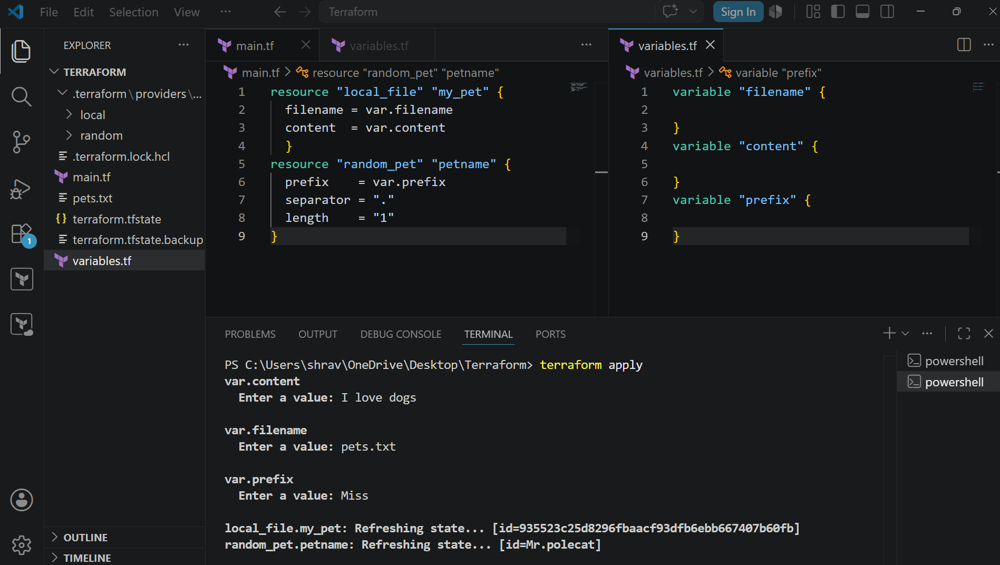 File Edit Selection View ··· Terraform Sign In
EXPLORER ···
TERRAFORM
.terraform\providers\...
local
random
.terraform.lock.hcl
main.tf
pets.txt
{} terraform.tfstate
terraform.tfstate.backup
1
variables.tf
OUTLINE
TIMELINE
main.tf variables.tf ···
main.tf > resource "random_pet" "petname"
1 resource "local_file" "my_pet" {
2 filename = var.filename
3 content  = var.content
4 }
5 resource "random_pet" "petname" {
6 prefix    = var.prefix
7 separator = "."
8 length    = "1"
9 }
variables.tf ···
variables.tf > variable "prefix"
1 variable "filename" {
2
3 }
4 variable "content" {
5
6 }
7 variable "prefix" {
8
9 }
PROBLEMS OUTPUT DEBUG CONSOLE TERMINAL PORTS ···
PS C:\Users\shrav\OneDrive\Desktop\Terraform> terraform apply
var.content
Enter a value: I love dogs
var.filename
Enter a value: pets.txt
var.prefix
Enter a value: Miss
local_file.my_pet: Refreshing state... [id=935523c25d8296fbaacf93dfb6ebb667407b60fb]
random_pet.petname: Refreshing state... [id=Mr.polecat]
powershell
powershell